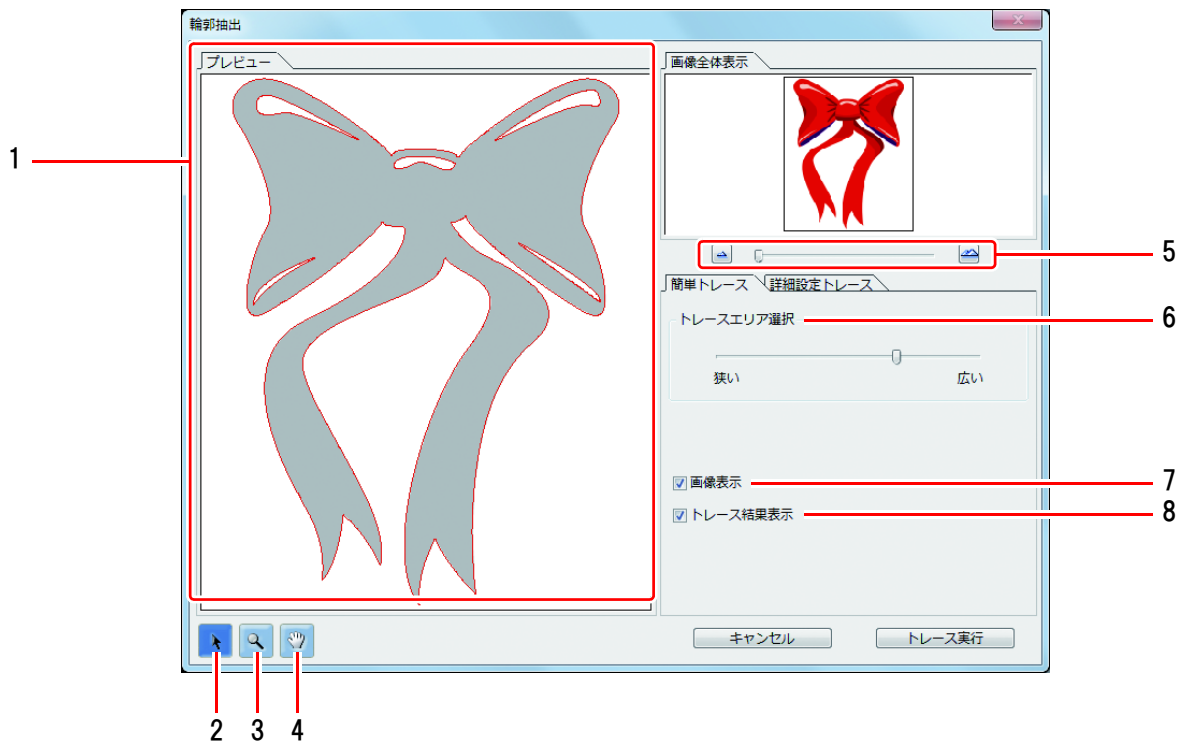 輪郭抽出
プレビュー
画像全体表示
1
5
簡単トレース
詳細設定トレース
トレースエリア選択
6
狭い
広い
画像表示
7
トレース結果表示
8
キャンセル
トレース実行
2
3
4